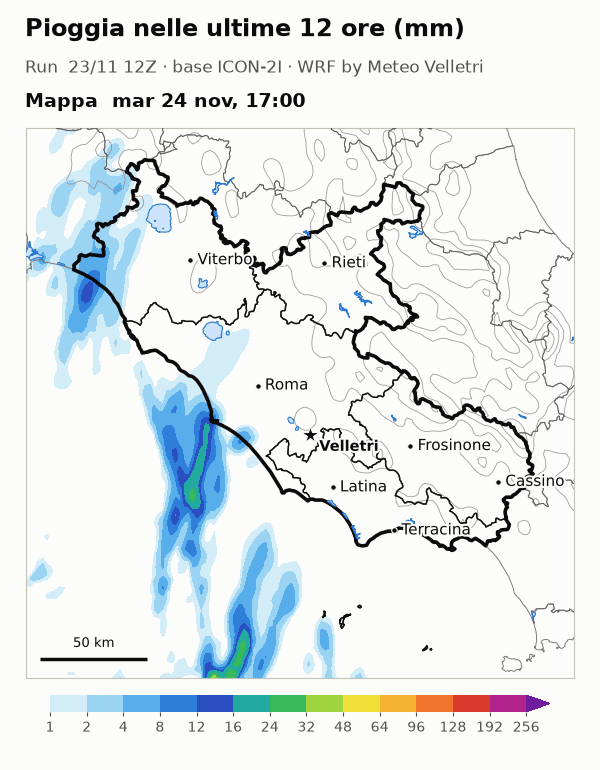 Pioggia nelle ultime 12 ore (mm)
Run  23/11 12Z · base ICON-2I · WRF by Meteo Velletri
Mappa  mar 24 nov, 17:00
Viterbo
Rieti
Roma
Velletri
Frosinone
Latina
Cassino
Terracina
50 km
1 2 4 8 12 16 24 32 48 64 96 128 192 256